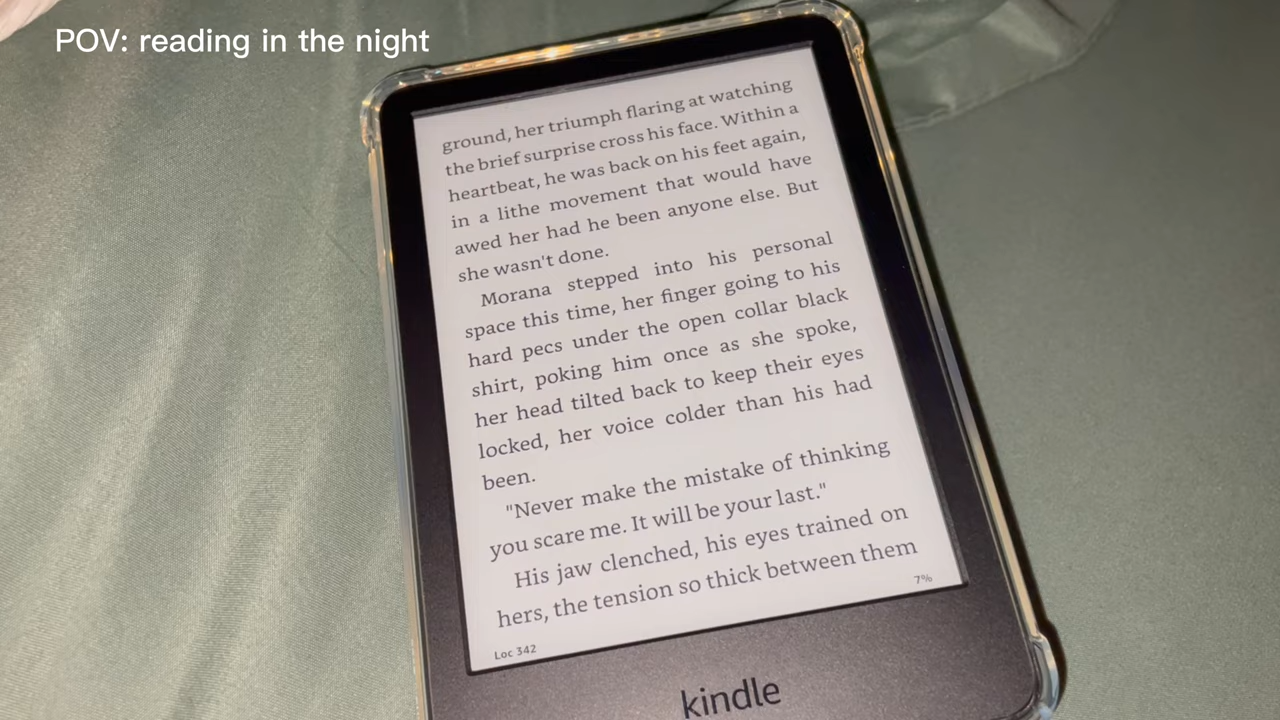 POV: reading in the night
ground, her triumph flaring at watching
the brief surprise cross his face. Within a
heartbeat, he was back on his feet again,
in a lithe movement that would have
awed her had he been anyone else. But
she wasn't done.
Morana stepped into his personal
space this time, her finger going to his
hard pecs under the open collar black
shirt, poking him once as she spoke,
her head tilted back to keep their eyes
locked, her voice colder than his had
been.
"Never make the mistake of thinking
you scare me. It will be your last."
His jaw clenched, his eyes trained on
hers, the tension so thick between them
Loc 342
7%
kindle